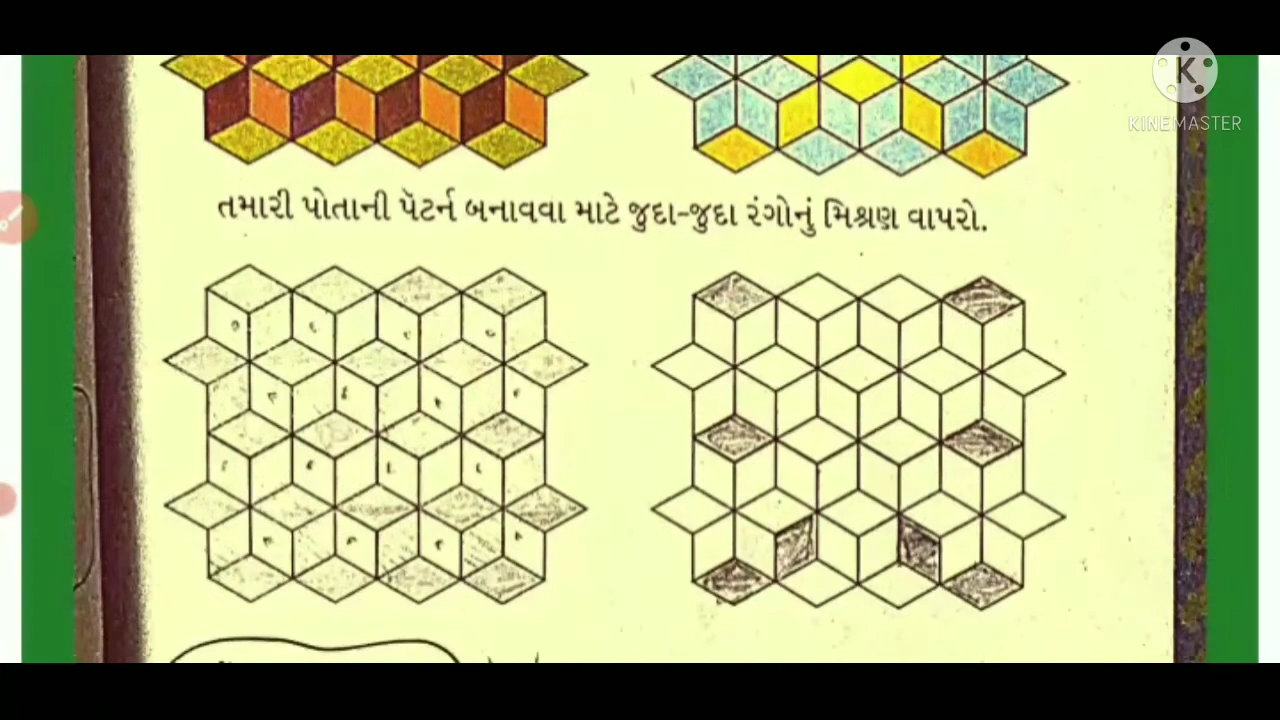 K
KINEMASTER
તમારી પોતાની પૅટર્ન બનાવવા માટે જુદા-જુદા રંગોનું મિશ્રણ વાપરો.